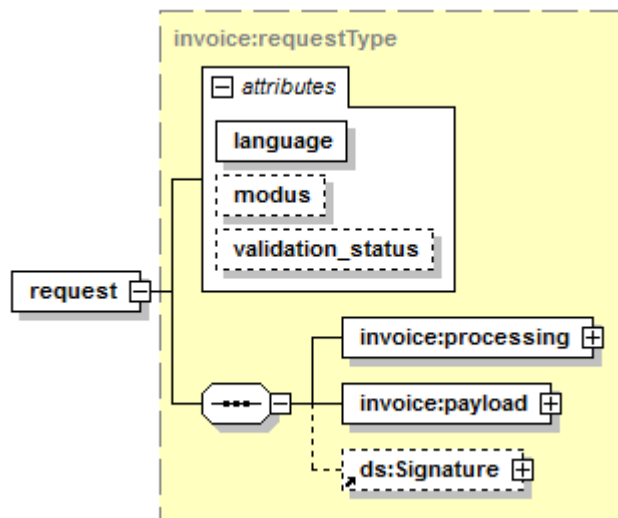 invoice:requestType
attributes
language
modus
validation_status
request
invoice:processing
invoice:payload
ds:Signature